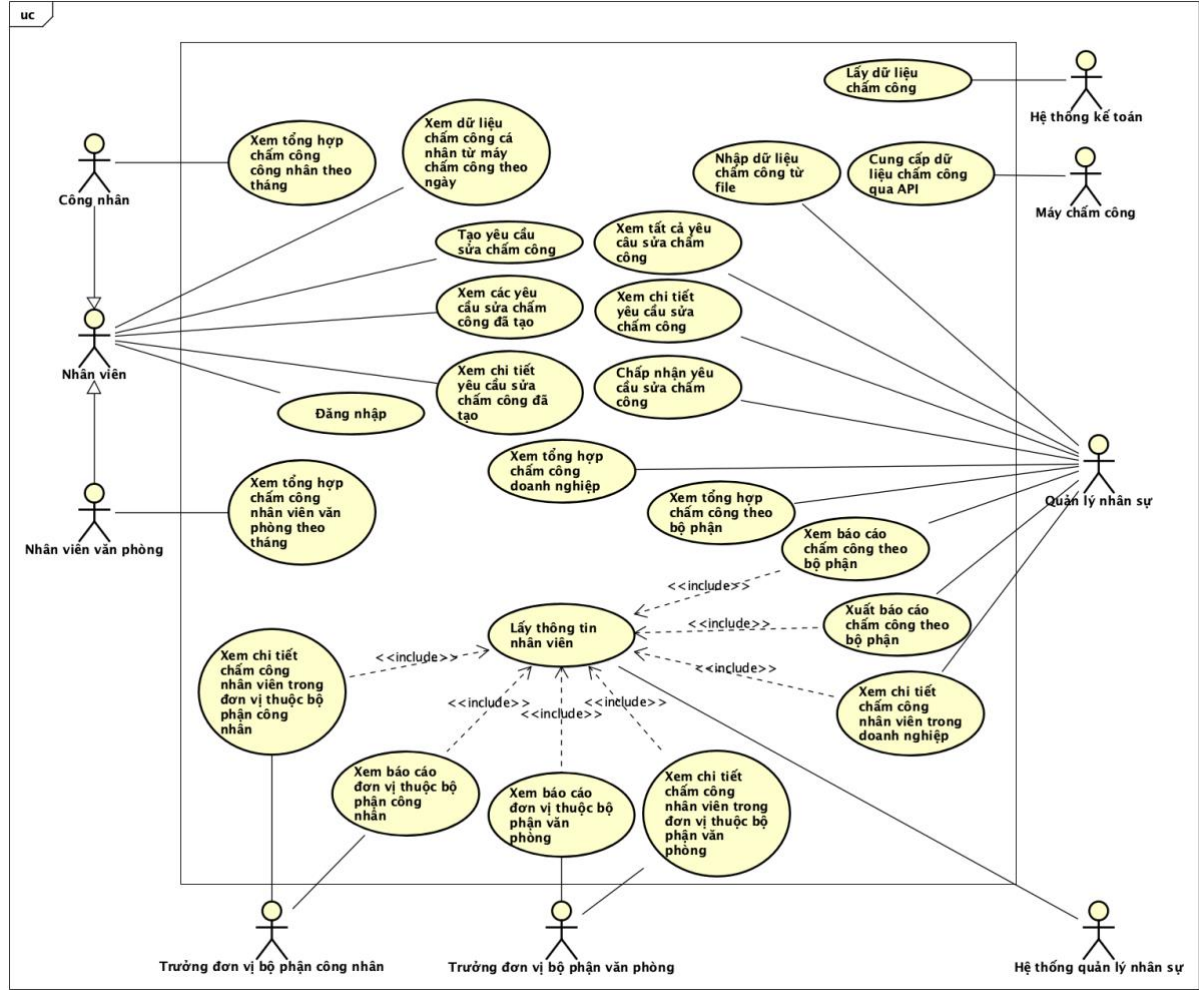 uc
Lấy dữ liệu
chấm công
Hệ thống kế toán
Xem tổng hợp
chấm công
công nhân theo
tháng
Xem dữ liệu
chấm công cá
nhân từ máy
chấm công theo
ngày
Nhập dữ liệu
chấm công từ
file
Cung cấp dữ
liệu chấm công
qua API
Công nhân
Máy chấm công
Tạo yêu cầu
sửa chấm công
Xem tất cả yêu
cầu sửa chấm
công
Xem các yêu
cầu sửa chấm
công đã tạo
Xem chi tiết
yêu cầu sửa
chấm công
Nhân viên
Xem chi tiết
yêu cầu sửa
chấm công đã
tạo
Chấp nhận yêu
cầu sửa chấm
công
Đăng nhập
Xem tổng hợp
chấm công
doanh nghiệp
Xem tổng hợp
chấm công
nhân viên văn
phòng theo
tháng
Xem tổng hợp
chấm công theo
bộ phận
Quản lý nhân sự
Nhân viên văn phòng
Xem báo cáo
chấm công theo
bộ phận
<<include>>
Lấy thông tin
nhân viên
<<include>>
Xuất báo cáo
chấm công theo
bộ phận
Xem chi tiết
chấm công
nhân viên trong
đơn vị thuộc bộ
phận công
nhân
<<include>>
<<include>>
Xem chi tiết
chấm công
nhân viên trong
doanh nghiệp
<<include>>
<<include>>
<<include>>
Xem báo cáo
đơn vị thuộc bộ
phận công
nhân
Xem báo cáo
đơn vị thuộc bộ
phận văn
phòng
Xem chi tiết
chấm công
nhân viên trong
đơn vị thuộc bộ
phận văn
phòng
Trưởng đơn vị bộ phận công nhân
Trưởng đơn vị bộ phận văn phòng
Hệ thống quản lý nhân sự